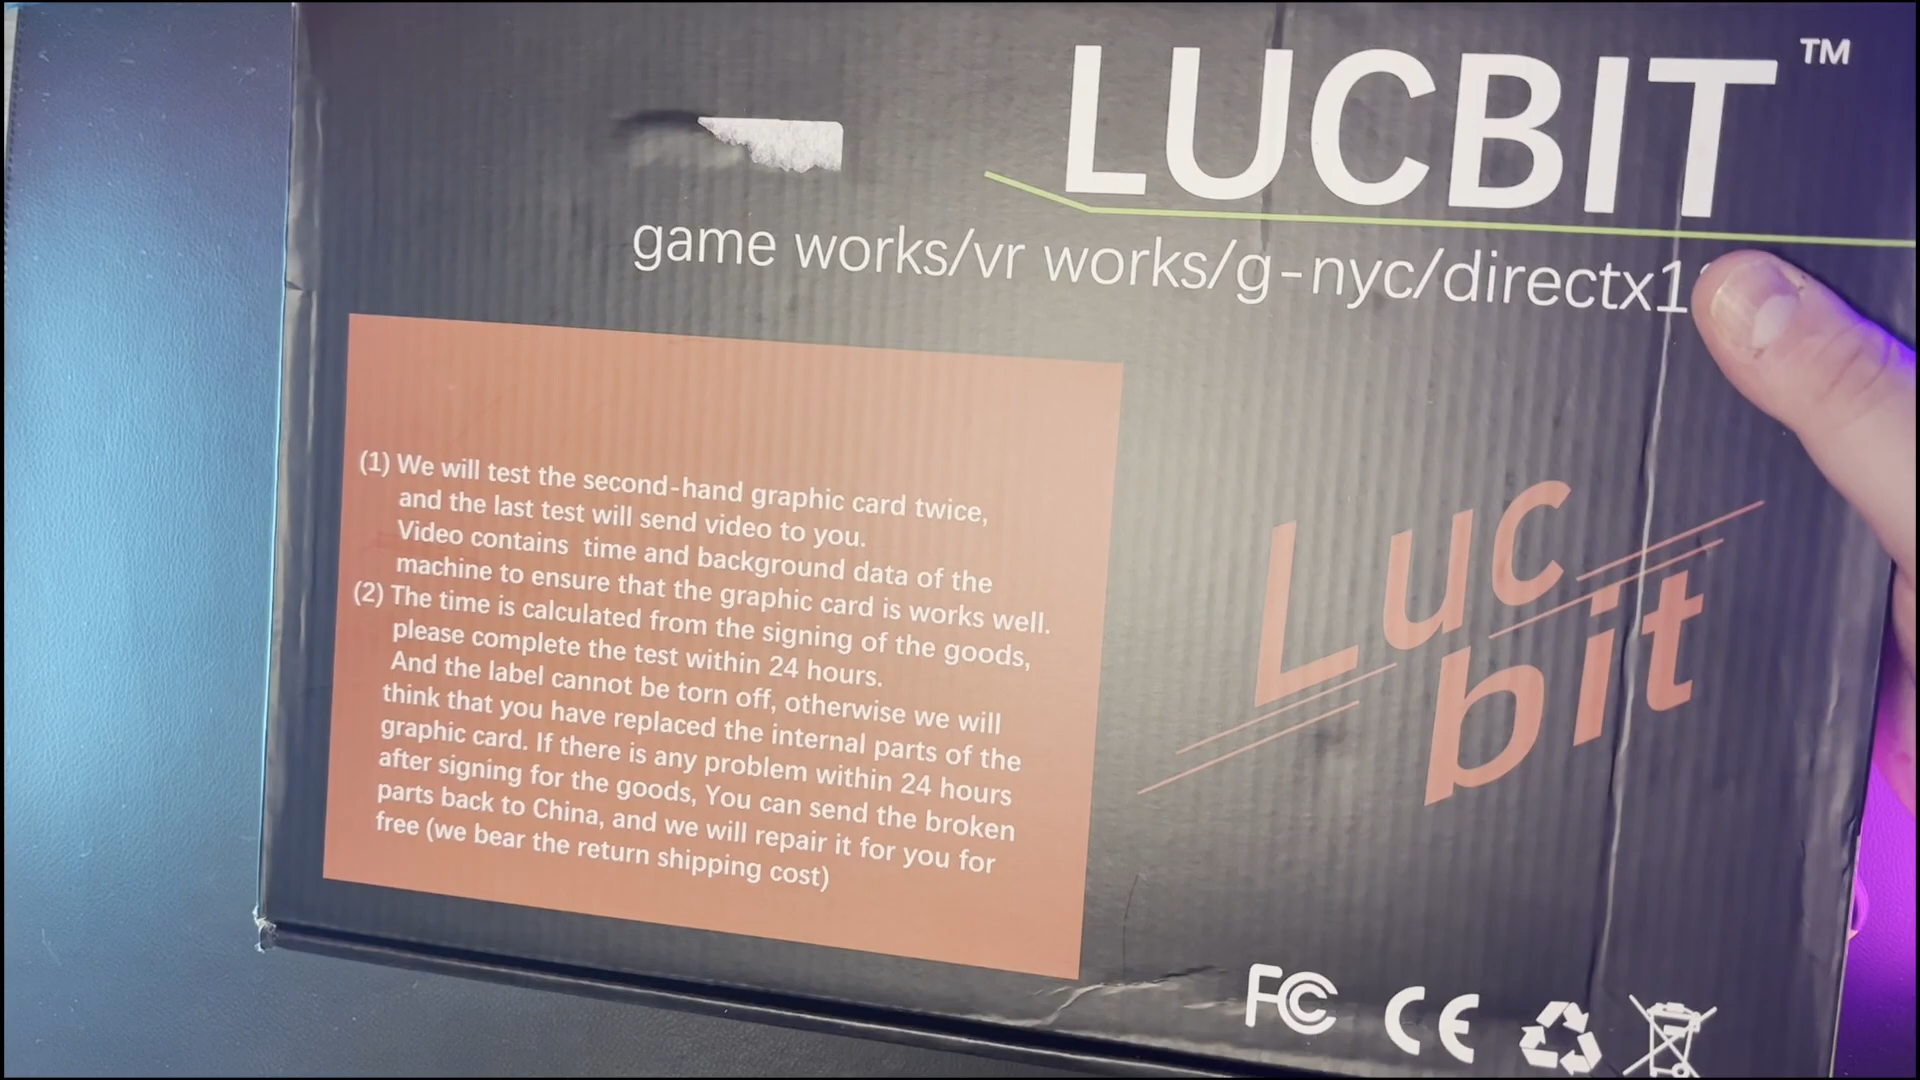 LUCBIT™
game works/vr works/g-nyc/directx1
(1) We will test the second-hand graphic card twice,
and the last test will send video to you.
Video contains time and background data of the
machine to ensure that the graphic card is works well.
(2) The time is calculated from the signing of the goods,
please complete the test within 24 hours.
And the label cannot be torn off, otherwise we will
think that you have replaced the internal parts of the
graphic card. If there is any problem within 24 hours
after signing for the goods, You can send the broken
parts back to China, and we will repair it for you for
free (we bear the return shipping cost)
Luc
bit
FC CE